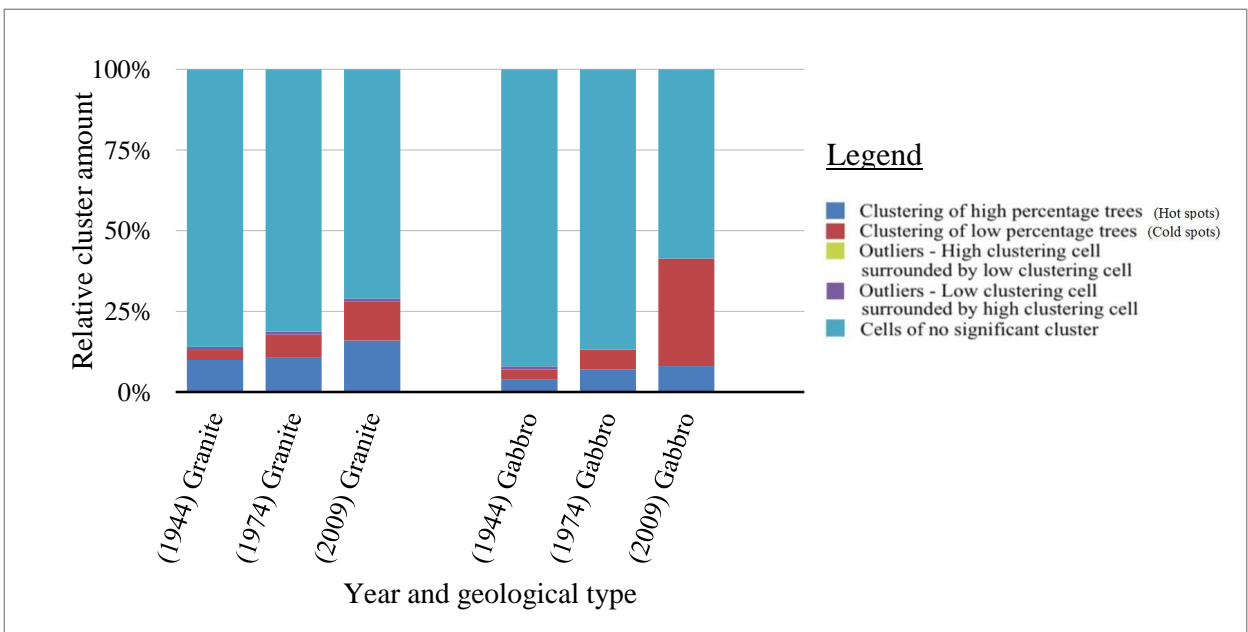 100%
75%
50%
25%
0%
Relative cluster amount
(1944) Granite
(1974) Granite
(2009) Granite
(1944) Gabbro
(1974) Gabbro
(2009) Gabbro
Year and geological type
Legend
Clustering of high percentage trees (Hot spots)
Clustering of low percentage trees (Cold spots)
Outliers - High clustering cell
surrounded by low clustering cell
Outliers - Low clustering cell
surrounded by high clustering cell
Cells of no significant cluster